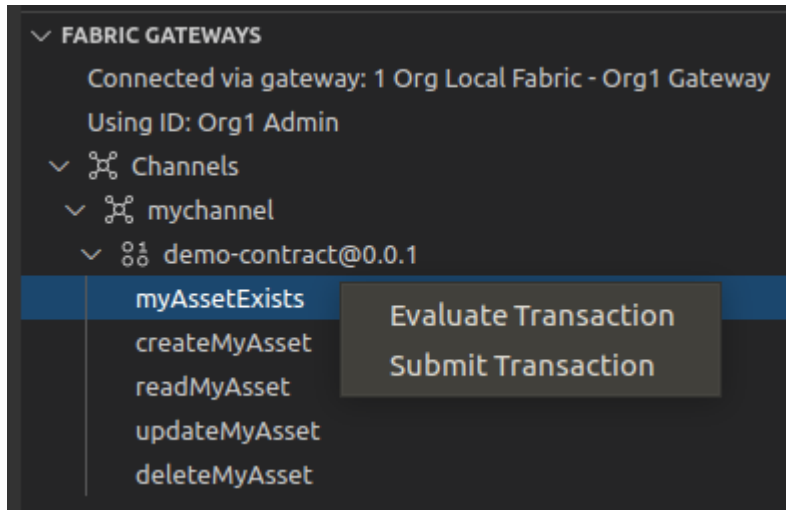 FABRIC GATEWAYS
Connected via gateway: 1 Org Local Fabric - Org1 Gateway
Using ID: Org1 Admin
Channels
mychannel
demo-contract@0.0.1
myAssetExists
Evaluate Transaction
createMyAsset
Submit Transaction
readMyAsset
updateMyAsset
deleteMyAsset